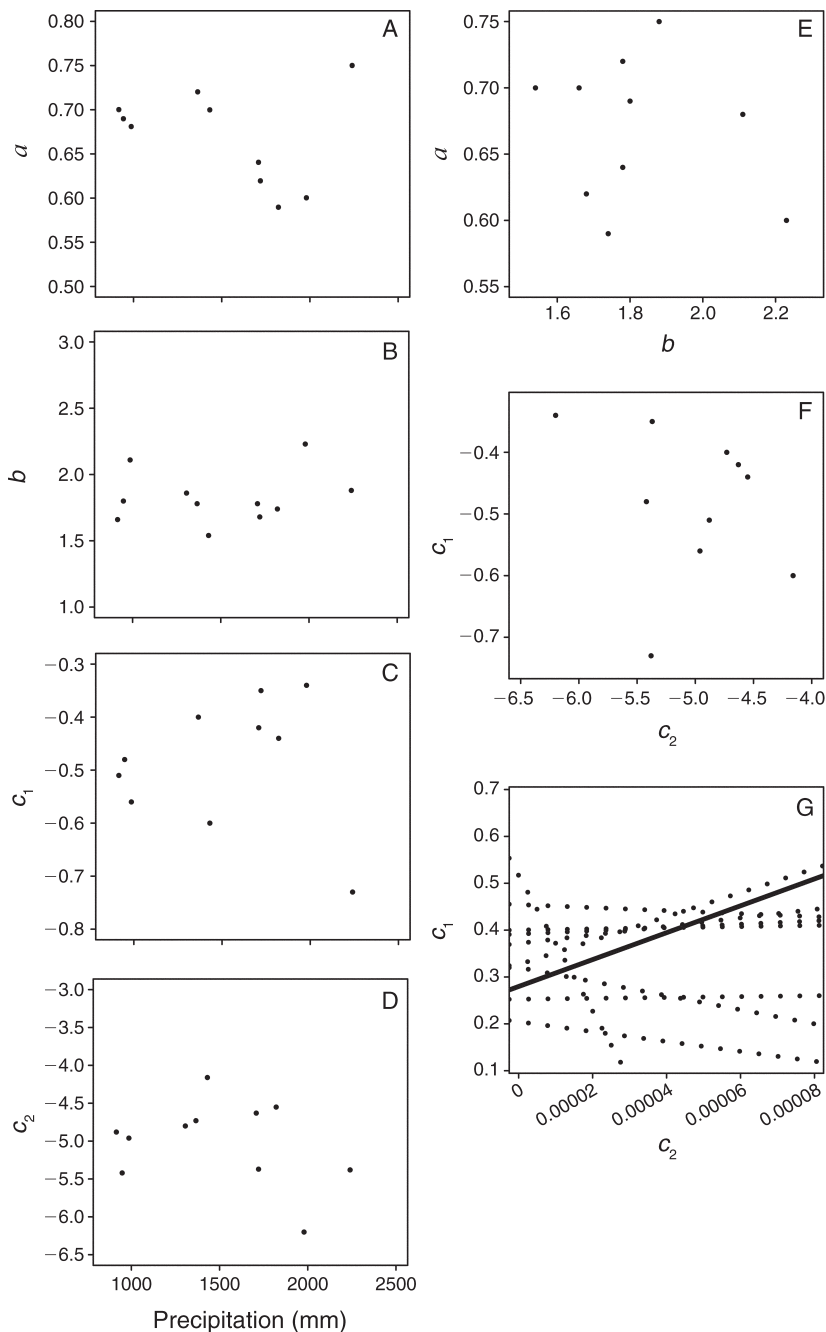 A
0.80
0.75
0.70
0.65
0.60
0.55
0.50
a
B
3.0
2.5
2.0
1.5
1.0
b
C
−0.3
−0.4
−0.5
−0.6
−0.7
−0.8
c1
D
−3.0
−3.5
−4.0
−4.5
−5.0
−5.5
−6.0
−6.5
c2
1000 1500 2000 2500
Precipitation (mm)
E
0.75
0.70
0.65
0.60
0.55
a
1.6 1.8 2.0 2.2
b
F
−0.4
−0.5
−0.6
−0.7
c1
−6.5 −6.0 −5.5 −5.0 −4.5 −4.0
c2
G
0.7
0.6
0.5
0.4
0.3
0.2
0.1
c1
0 0.00002 0.00004 0.00006 0.00008
c2